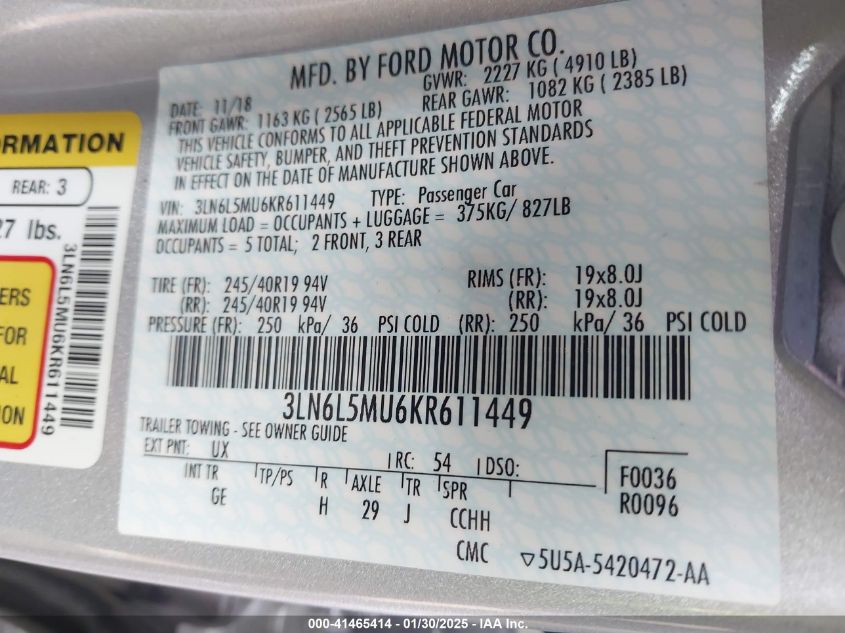 MFD. BY FORD MOTOR CO.
DATE: 11/18
GVWR: 2227 KG ( 4910 LB)
FRONT GAWR: 1163 KG ( 2565 LB)
REAR GAWR: 1082 KG ( 2385 LB)
THIS VEHICLE CONFORMS TO ALL APPLICABLE FEDERAL MOTOR
VEHICLE SAFETY, BUMPER, AND THEFT PREVENTION STANDARDS
IN EFFECT ON THE DATE OF MANUFACTURE SHOWN ABOVE.
VIN: 3LN6L5MU6KR611449 TYPE: Passenger Car
MAXIMUM LOAD = OCCUPANTS + LUGGAGE = 375KG/ 827LB
OCCUPANTS = 5 TOTAL; 2 FRONT, 3 REAR
TIRE (FR): 245/40R19 94V RIMS (FR): 19x8.0J
(RR): 245/40R19 94V (RR): 19x8.0J
PRESSURE (FR): 250 kPa/ 36 PSI COLD (RR): 250 kPa/ 36 PSI COLD
3LN6L5MU6KR611449
TRAILER TOWING - SEE OWNER GUIDE
EXT PNT: UX RC: 54 DSO:
INT TR TP/PS R AXLE TR SPR
GE H 29 J CCHH
F0036
R0096
CMC ▽5U5A-5420472-AA
ORMATION
REAR: 3
27 lbs.
3LN6L5MU6KR611449
ERS
FOR
AL
ION
000-41465414 - 01/30/2025 - IAA Inc.